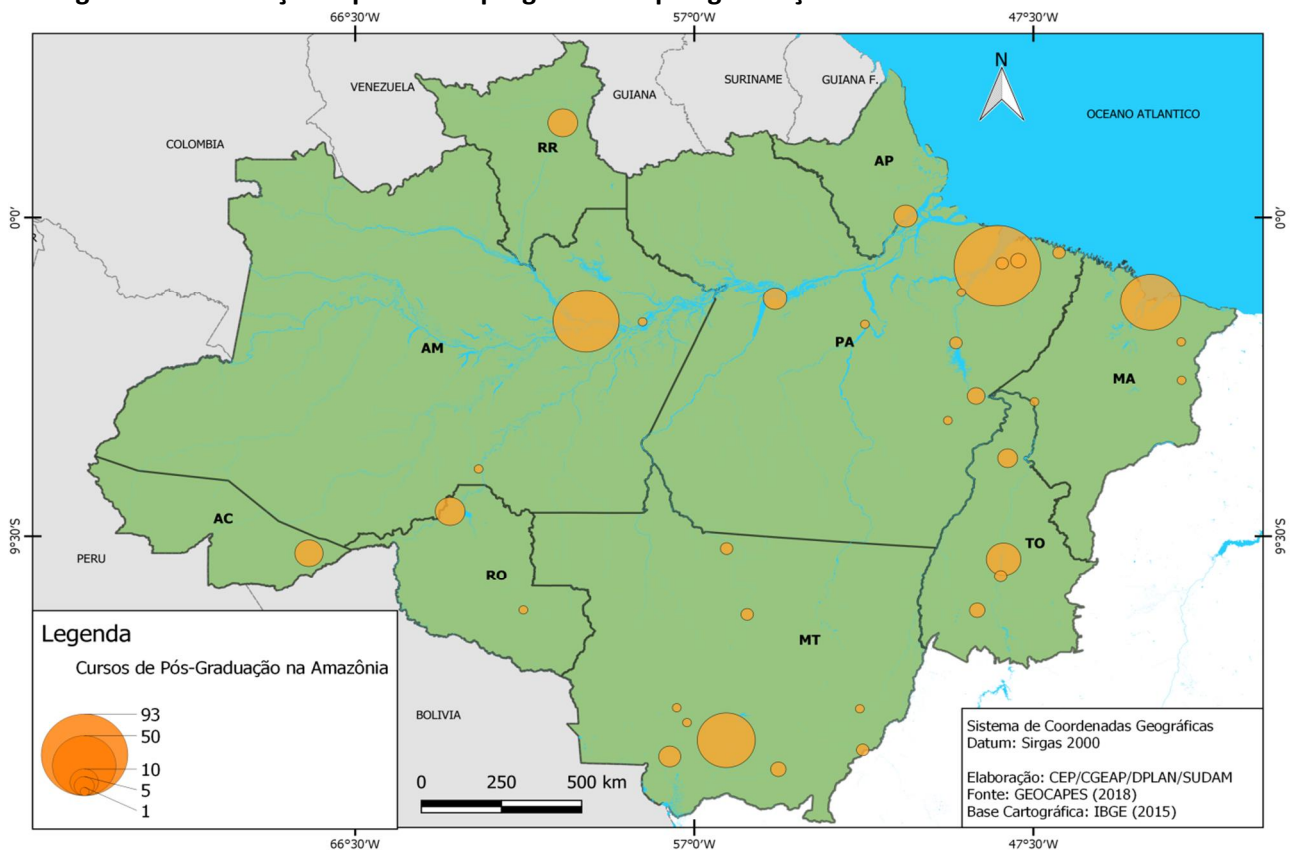 66°30'W 57°0'W 47°30'W
N
VENEZUELA
SURINAME
GUIANA F.
GUIANA
OCEANO ATLANTICO
COLOMBIA
RR
AP
0°0'
0°0'
AM
PA
MA
AC
9°30'S
9°30'S
PERU
RO
TO
MT
BOLIVIA
Legenda
Cursos de Pós-Graduação na Amazônia
93
50
10
5
1
0 250 500 km
Sistema de Coordenadas Geográficas
Datum: Sirgas 2000
Elaboração: CEP/CGEAP/DPLAN/SUDAM
Fonte: GEOCAPES (2018)
Base Cartográfica: IBGE (2015)
66°30'W 57°0'W 47°30'W